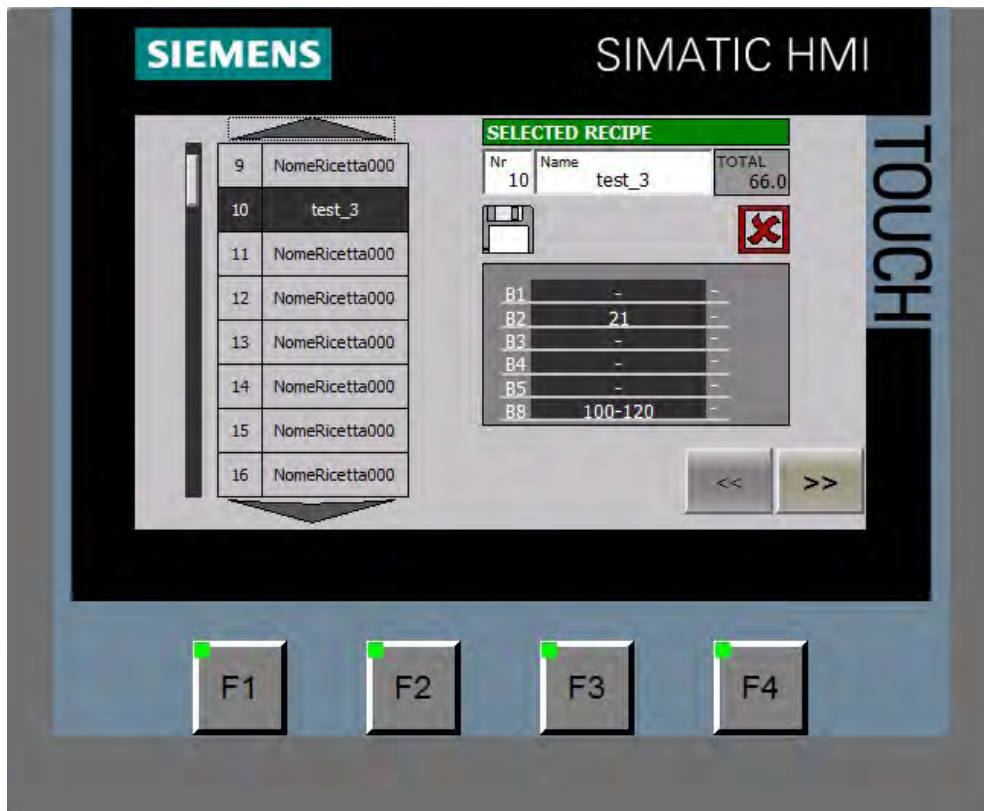 SIEMENS
SIMATIC HMI
TOUCH
9 NomeRicetta000
10 test_3
11 NomeRicetta000
12 NomeRicetta000
13 NomeRicetta000
14 NomeRicetta000
15 NomeRicetta000
16 NomeRicetta000
SELECTED RECIPE
Nr Name TOTAL
10 test_3 66.0
B1 - -
B2 21 -
B3 - -
B4 - -
B5 - -
B8 100-120 -
<< >>
F1 F2 F3 F4